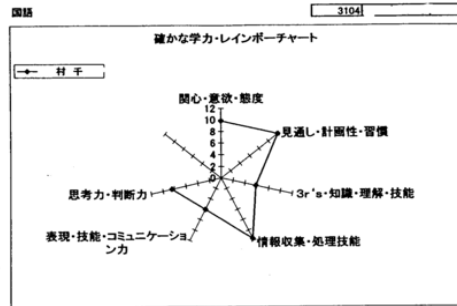 国語
3104
確かな学力・レインボーチャート
村 千
関心・意欲・態度
12
10
8
6
4
2
0
見通し・計画性・習慣
3r's・知識・理解・技能
情報収集・処理技能
表現・技能・コミュニケーション力
思考力・判断力